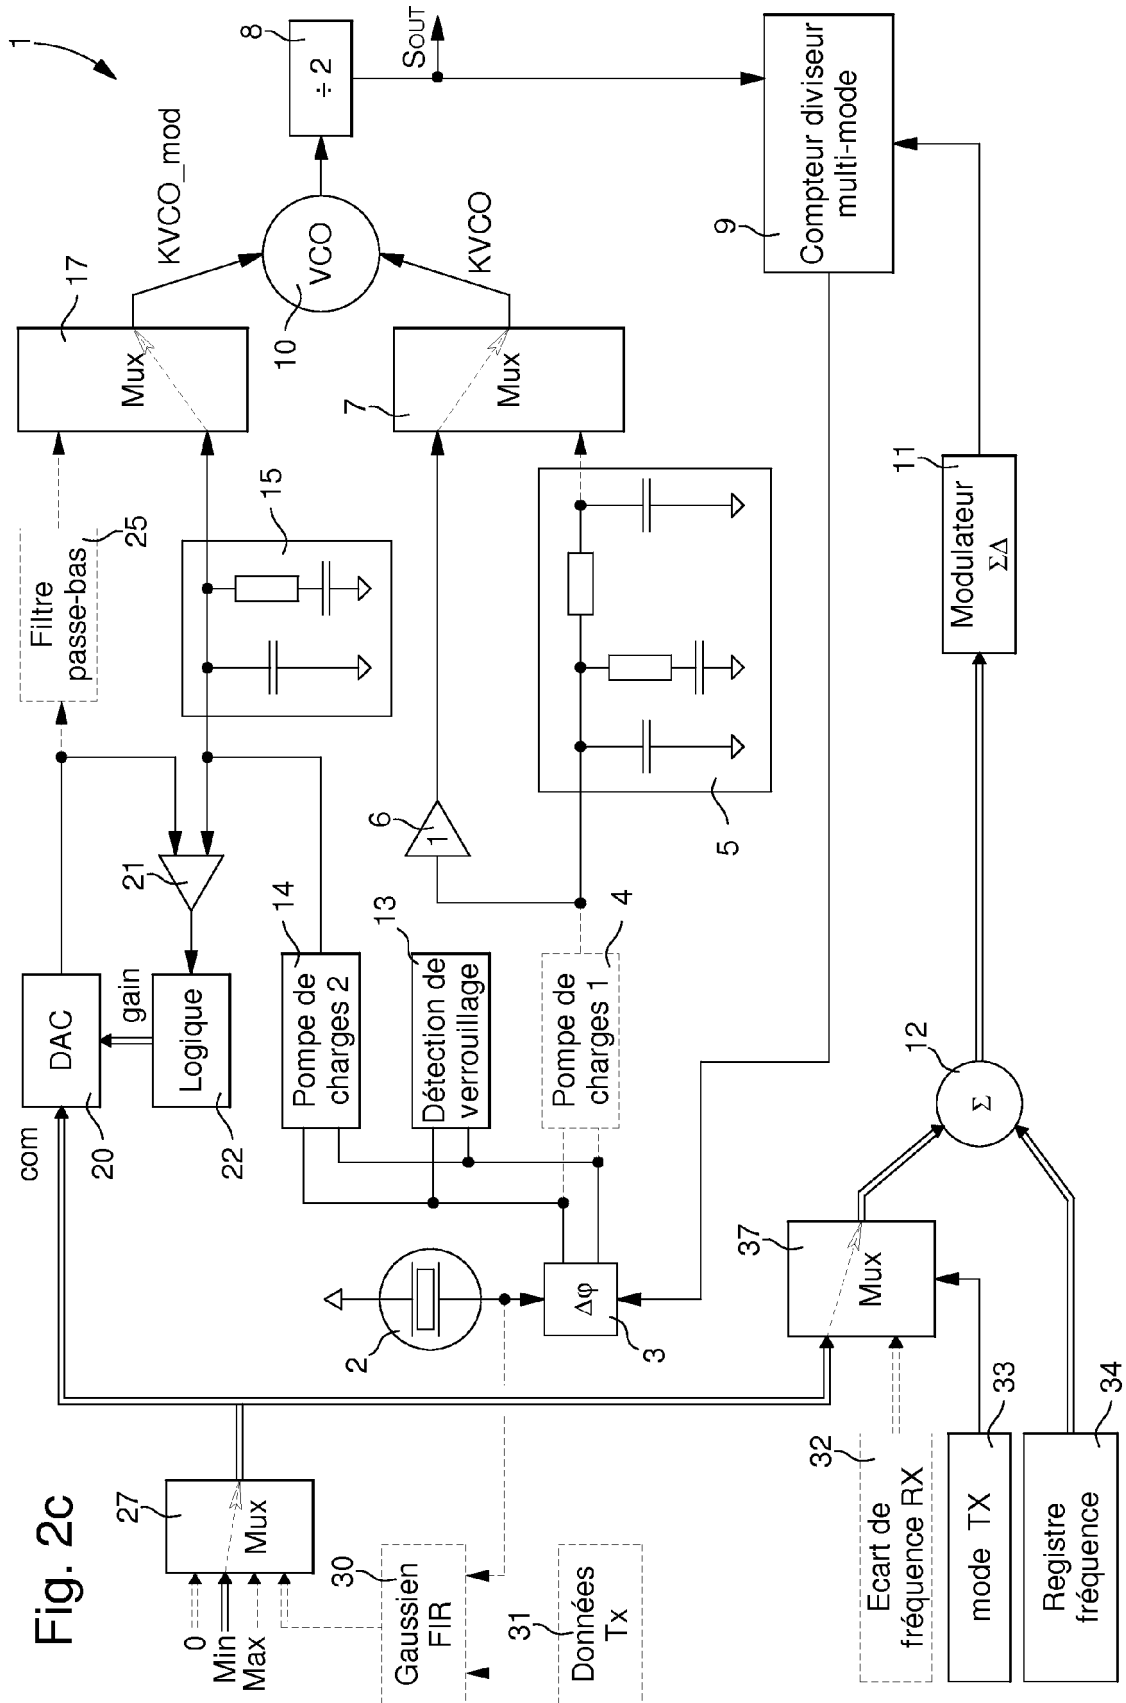 Fig. 2c
1
0
Min
Max
27
Mux
30
Gaussien
FIR
31
Données
Tx
com
20
DAC
gain
22
Logique
21
Filtre
passe-bas
25
17
Mux
KVCO_mod
15
14
Pompe de
charges 2
13
Détection de
verrouillage
4
Pompe de
charges 1
6
1
5
7
Mux
KVCO
10
VCO
8
÷ 2
SOUT
2
3
Δφ
9
Compteur diviseur
multi-mode
32
Ecart de
fréquence RX
33
mode TX
34
Registre
fréquence
37
Mux
12
Σ
11
Modulateur
ΣΔ